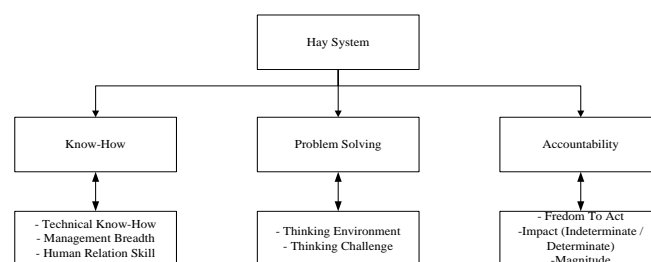 Hay System
Know-How
Problem Solving
Accountability
- Technical Know-How
- Management Breadth
- Human Relation Skill
- Thinking Environment
- Thinking Challenge
- Fredom To Act
-Impact (Indeterminate /
Determinate)
-Magnitude